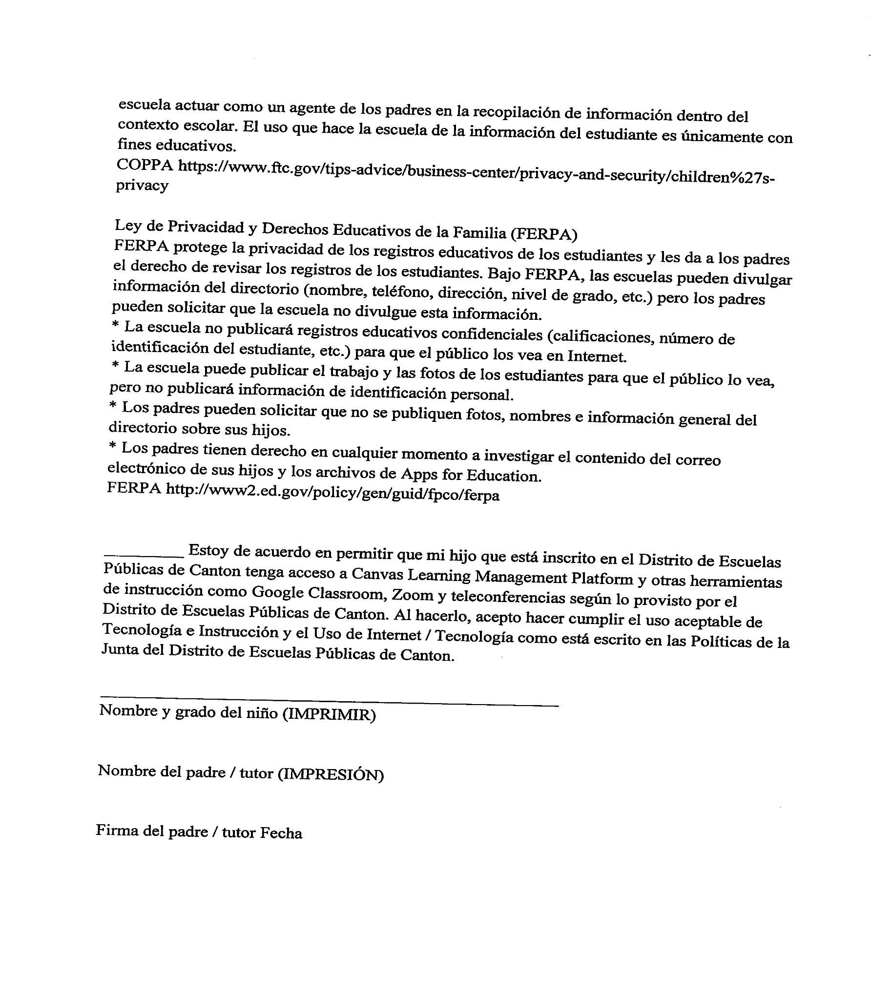 escuela actuar como un agente de los padres en la recopilación de información dentro del
contexto escolar. El uso que hace la escuela de la información del estudiante es únicamente con
fines educativos.
COPPA https://www.ftc.gov/tips-advice/business-center/privacy-and-security/children%27s-
privacy
Ley de Privacidad y Derechos Educativos de la Familia (FERPA)
FERPA protege la privacidad de los registros educativos de los estudiantes y les da a los padres
el derecho de revisar los registros de los estudiantes. Bajo FERPA, las escuelas pueden divulgar
información del directorio (nombre, teléfono, dirección, nivel de grado, etc.) pero los padres
pueden solicitar que la escuela no divulgue esta información.
* La escuela no publicará registros educativos confidenciales (calificaciones, número de
identificación del estudiante, etc.) para que el público los vea en Internet.
* La escuela puede publicar el trabajo y las fotos de los estudiantes para que el público lo vea,
pero no publicará información de identificación personal.
* Los padres pueden solicitar que no se publiquen fotos, nombres e información general del
directorio sobre sus hijos.
* Los padres tienen derecho en cualquier momento a investigar el contenido del correo
electrónico de sus hijos y los archivos de Apps for Education.
FERPA http://www2.ed.gov/policy/gen/guid/fpco/ferpa
_________ Estoy de acuerdo en permitir que mi hijo que está inscrito en el Distrito de Escuelas
Públicas de Canton tenga acceso a Canvas Learning Management Platform y otras herramientas
de instrucción como Google Classroom, Zoom y teleconferencias según lo provisto por el
Distrito de Escuelas Públicas de Canton. Al hacerlo, acepto hacer cumplir el uso aceptable de
Tecnología e Instrucción y el Uso de Internet / Tecnología como está escrito en las Políticas de la
Junta del Distrito de Escuelas Públicas de Canton.
Nombre y grado del niño (IMPRIMIR)
Nombre del padre / tutor (IMPRESIÓN)
Firma del padre / tutor Fecha